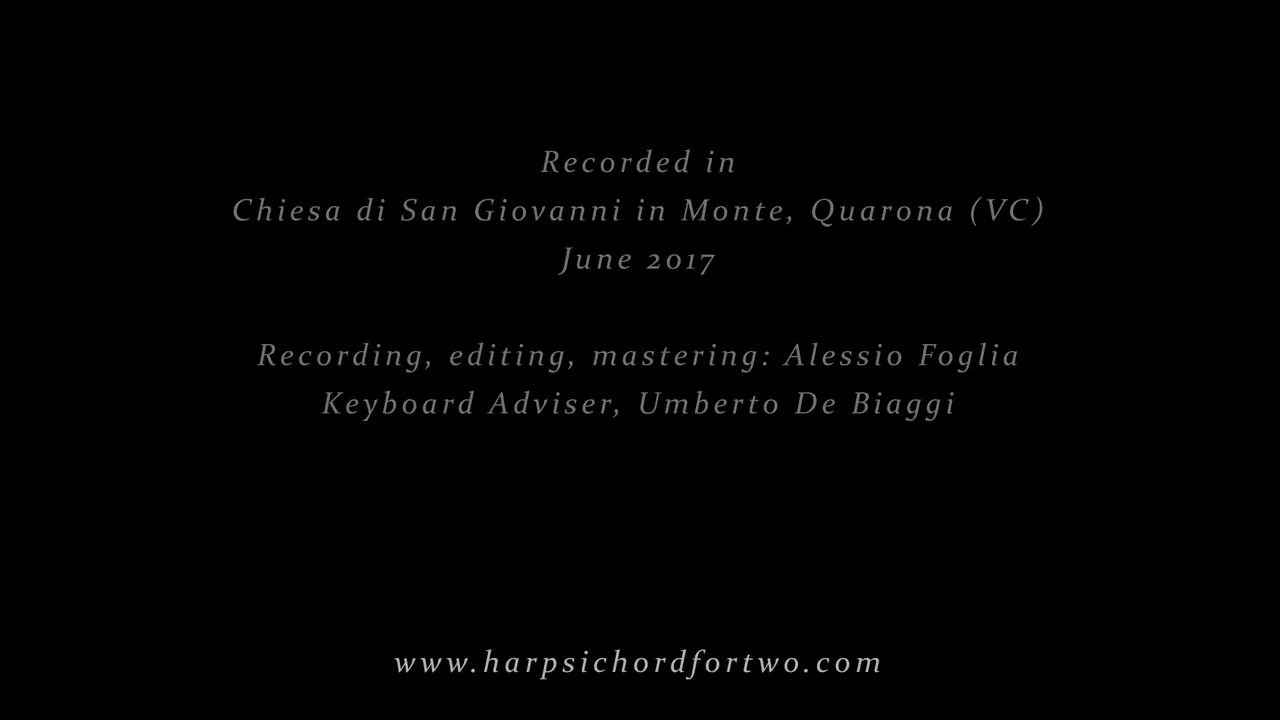 Recorded in
Chiesa di San Giovanni in Monte, Quarona (VC)
June 2017
Recording, editing, mastering: Alessio Foglia
Keyboard Adviser, Umberto De Biaggi
www.harpsichordfortwo.com